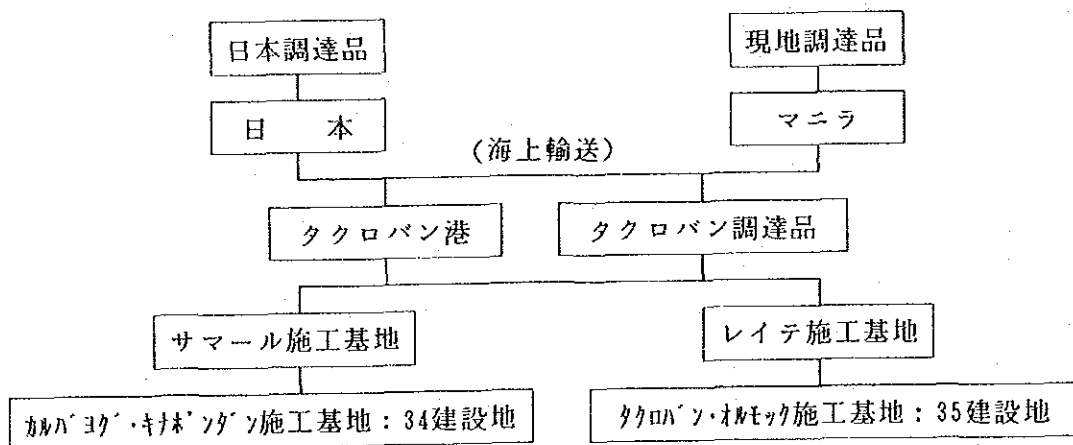 日本調達品
現地調達品
日　本
マニラ
(海上輸送)
タクロバン港
タクロバン調達品
サマール施工基地
レイテ施工基地
ｶﾙﾊﾞﾖｸﾞ・ｷﾅﾎﾞﾝﾀﾞﾝ施工基地：34建設地
ﾀｸﾛﾊﾞﾝ・ｵﾙﾓｯｸ施工基地：35建設地